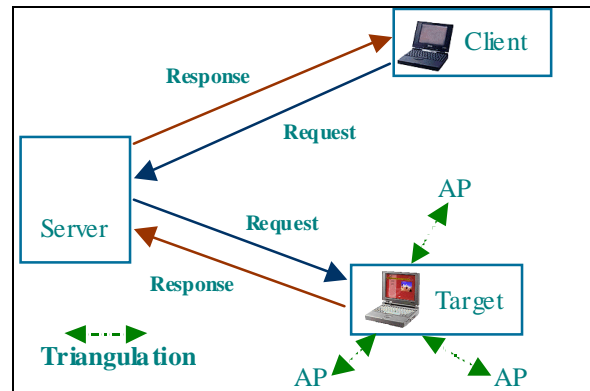 Client
Response
Request
AP
Server
Request
Response
Target
Triangulation
AP
AP